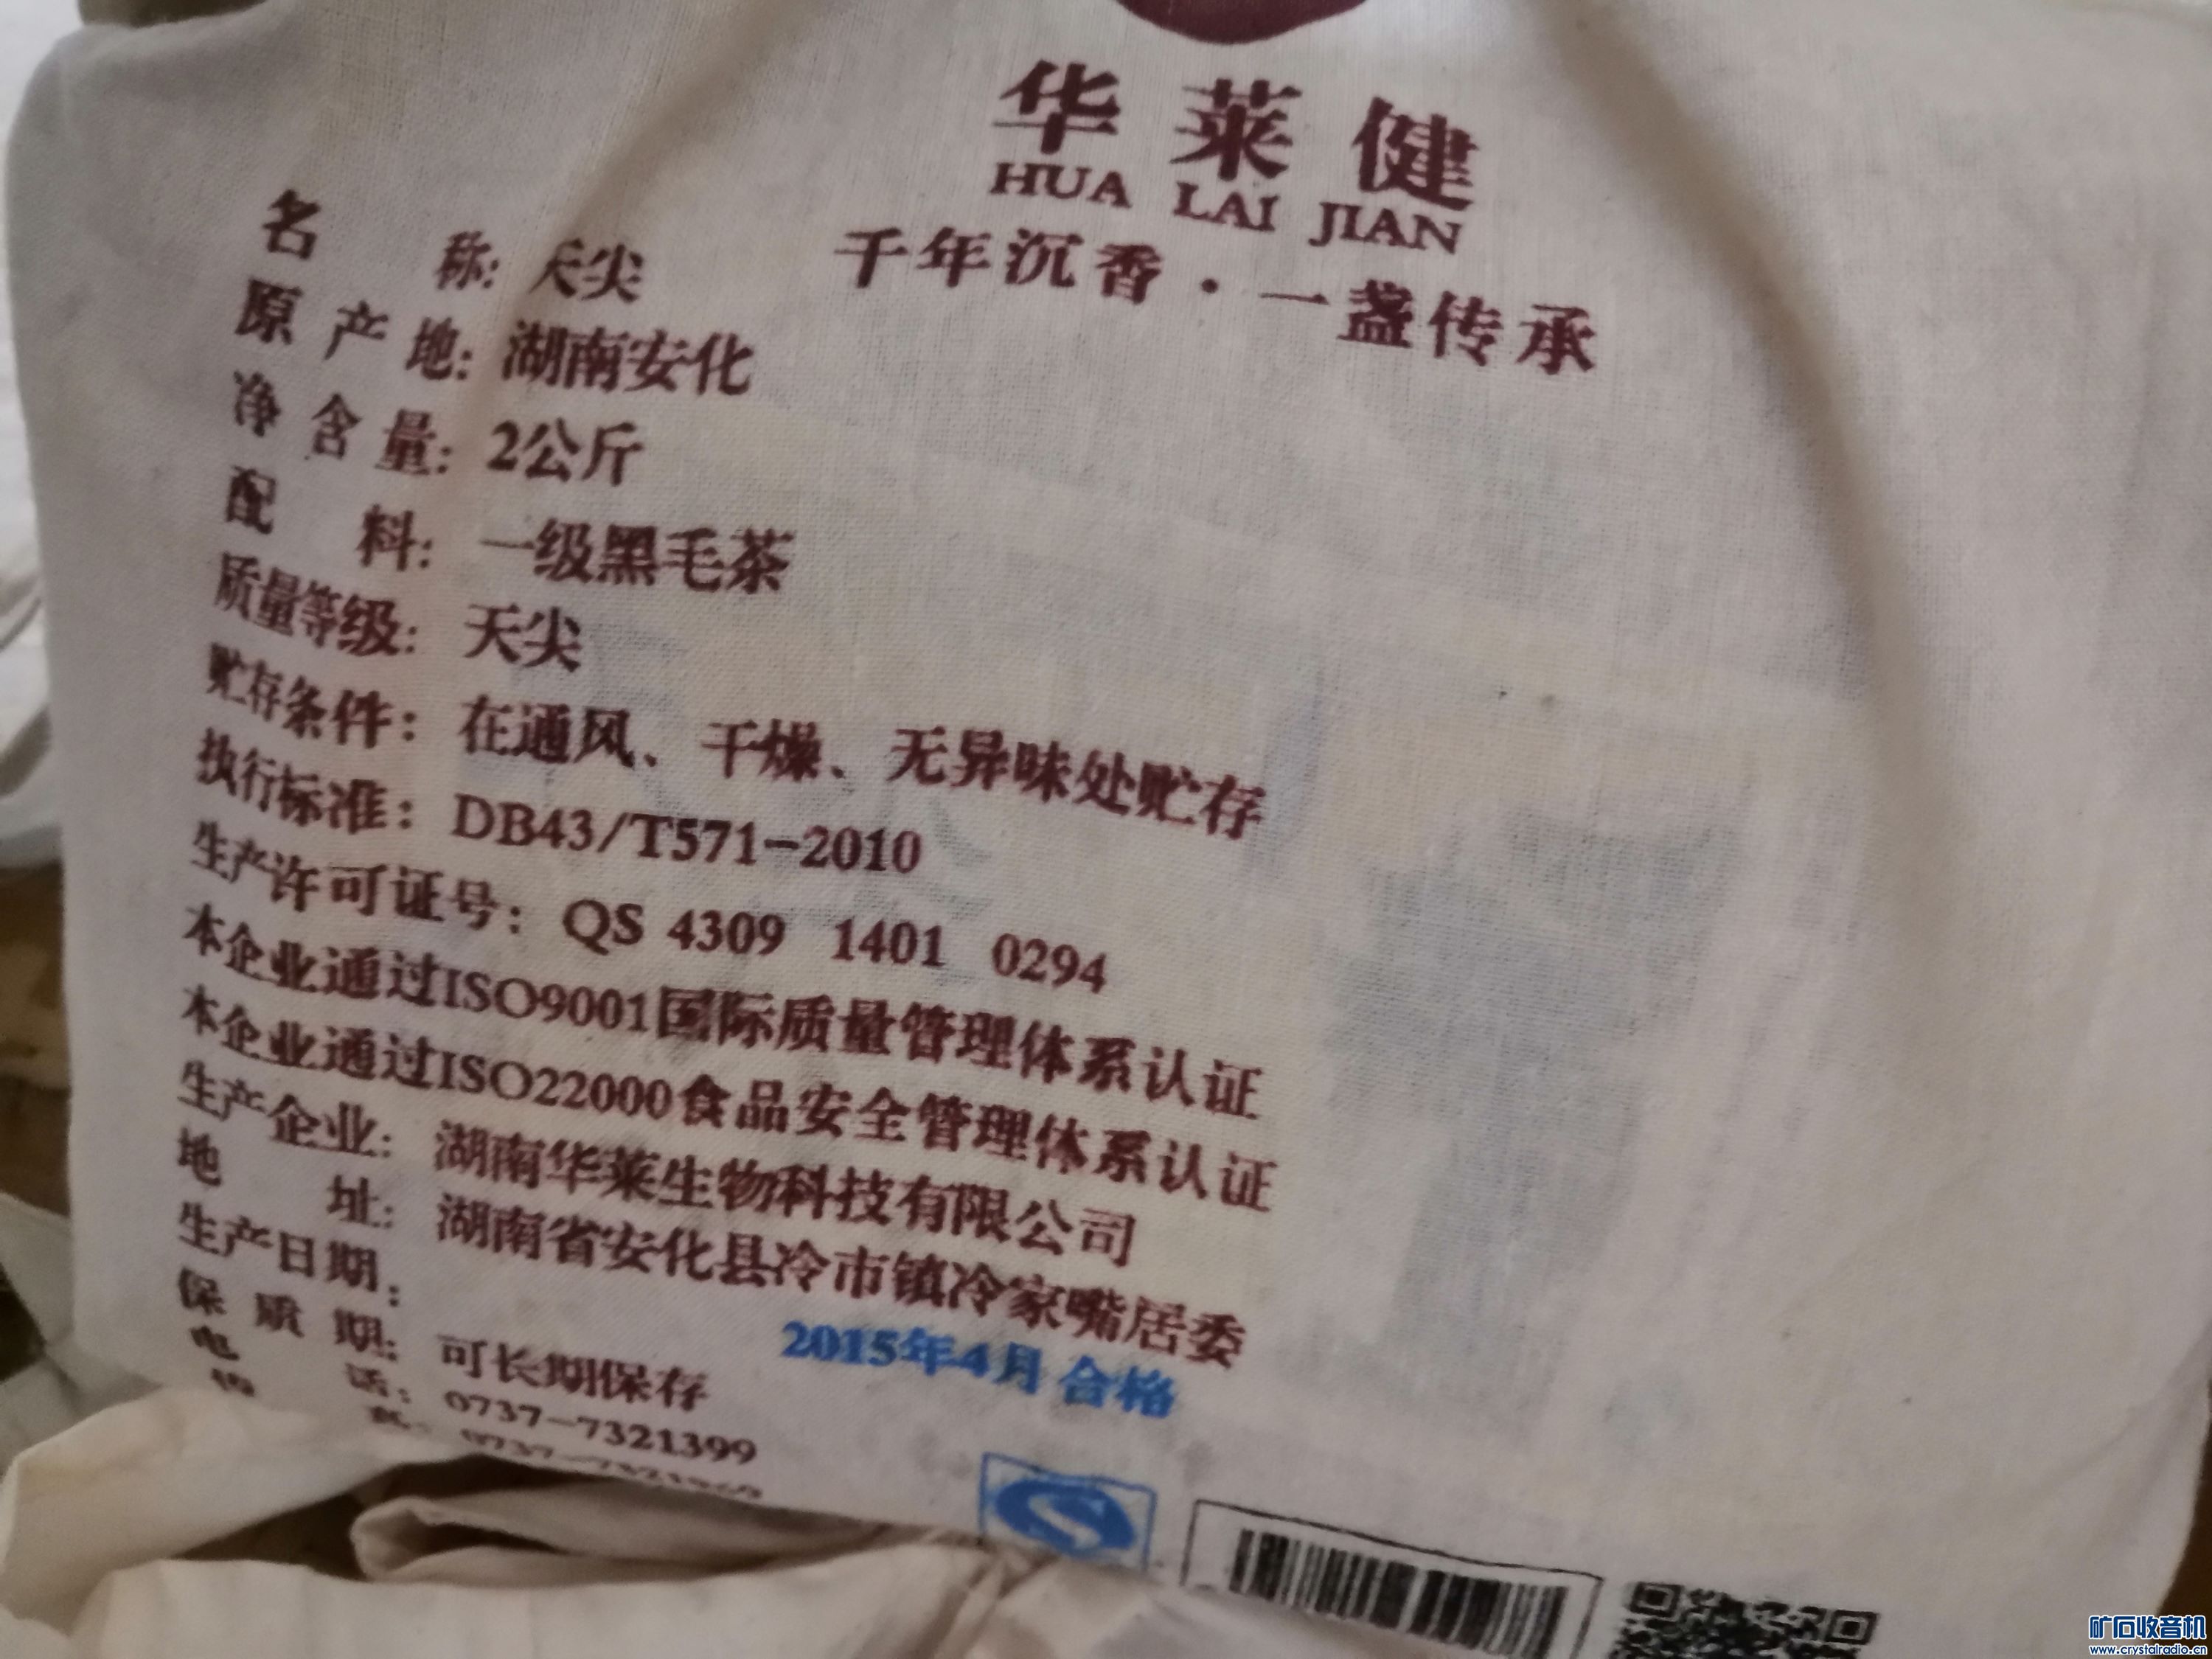 华莱健
HUA LAI JIAN
千年沉香·一盏传承
名称: 天尖
原产地: 湖南安化
净含量: 2公斤
配料: 一级黑毛茶
质量等级: 天尖
贮存条件: 在通风、干燥、无异味处贮存
执行标准: DB43/T571-2010
生产许可证号: QS 4309 1401 0294
本企业通过ISO9001国际质量管理体系认证
本企业通过ISO22000食品安全管理体系认证
生产企业: 湖南华莱生物科技有限公司
地址: 湖南省安化县冷市镇冷家嘴居委
生产日期:
2015年4月 合格
保质期: 可长期保存
电话: 0737-7321399
矿石收音机
www.crystalradio.cn